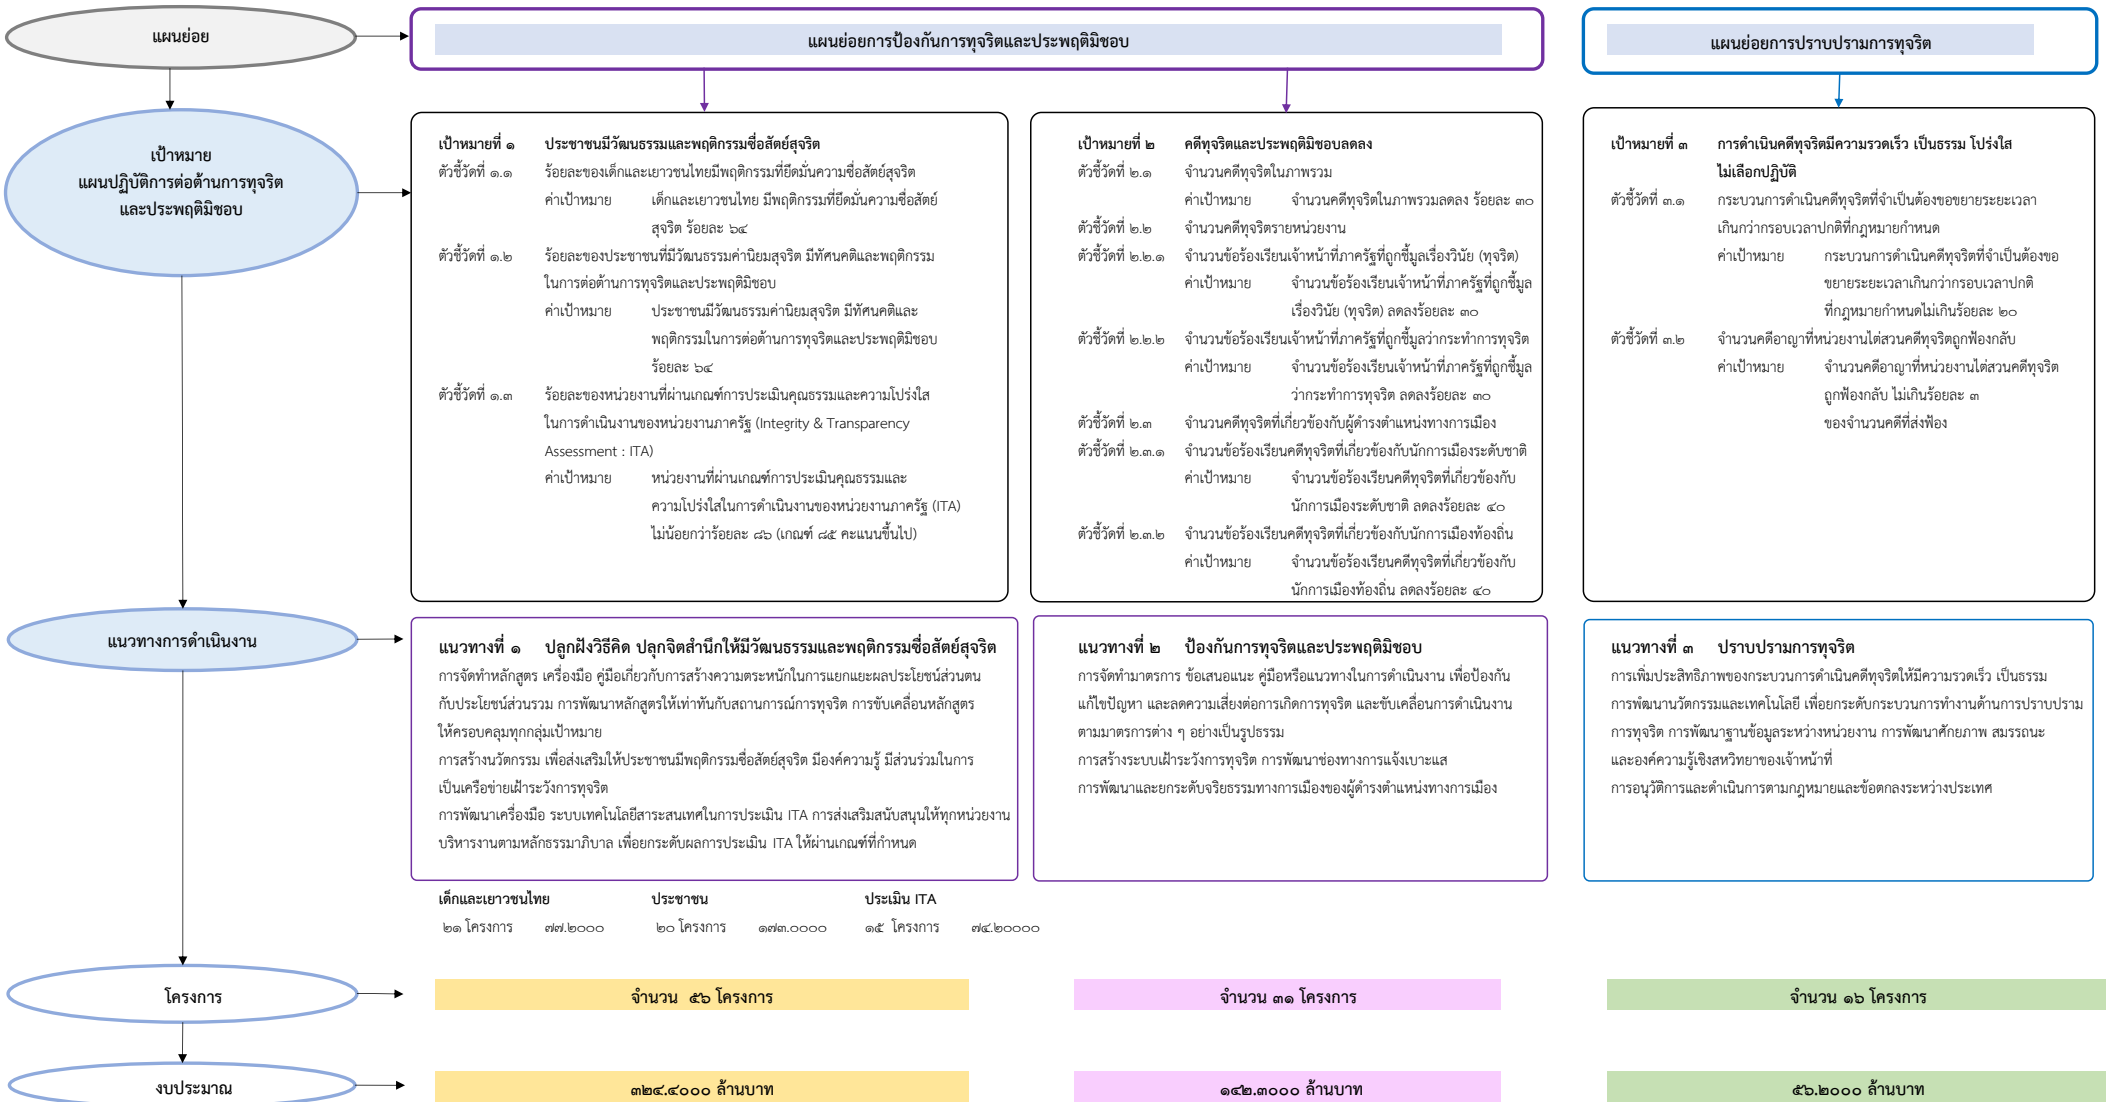 แผนย่อย
แผนย่อยการป้องกันการทุจริตและประพฤติมิชอบ
แผนย่อยการปราบปรามการทุจริต
เป้าหมาย
แผนปฏิบัติการต่อต้านการทุจริต
และประพฤติมิชอบ
เป้าหมายที่ ๑ ประชาชนมีวัฒนธรรมและพฤติกรรมซื่อสัตย์สุจริต
ตัวชี้วัดที่ ๑.๑ ร้อยละของเด็กและเยาวชนไทยมีพฤติกรรมที่ยึดมั่นความซื่อสัตย์สุจริต
ค่าเป้าหมาย เด็กและเยาวชนไทย มีพฤติกรรมที่ยึดมั่นความซื่อสัตย์
สุจริต ร้อยละ ๖๔
ตัวชี้วัดที่ ๑.๒ ร้อยละของประชาชนที่มีวัฒนธรรมค่านิยมสุจริต มีทัศนคติและพฤติกรรม
ในการต่อต้านการทุจริตและประพฤติมิชอบ
ค่าเป้าหมาย ประชาชนมีวัฒนธรรมค่านิยมสุจริต มีทัศนคติและ
พฤติกรรมในการต่อต้านการทุจริตและประพฤติมิชอบ
ร้อยละ ๖๔
ตัวชี้วัดที่ ๑.๓ ร้อยละของหน่วยงานที่ผ่านเกณฑ์การประเมินคุณธรรมและความโปร่งใส
ในการดำเนินงานของหน่วยงานภาครัฐ (Integrity & Transparency
Assessment : ITA)
ค่าเป้าหมาย หน่วยงานที่ผ่านเกณฑ์การประเมินคุณธรรมและ
ความโปร่งใสในการดำเนินงานของหน่วยงานภาครัฐ (ITA)
ไม่น้อยกว่าร้อยละ ๘๖ (เกณฑ์ ๘๕ คะแนนขึ้นไป)
เป้าหมายที่ ๒ คดีทุจริตและประพฤติมิชอบลดลง
ตัวชี้วัดที่ ๒.๑ จำนวนคดีทุจริตในภาพรวม
ค่าเป้าหมาย จำนวนคดีทุจริตในภาพรวมลดลง ร้อยละ ๓๐
ตัวชี้วัดที่ ๒.๒ จำนวนคดีทุจริตรายหน่วยงาน
ตัวชี้วัดที่ ๒.๒.๑ จำนวนข้อร้องเรียนเจ้าหน้าที่ภาครัฐที่ถูกชี้มูลเรื่องวินัย (ทุจริต)
ค่าเป้าหมาย จำนวนข้อร้องเรียนเจ้าหน้าที่ภาครัฐที่ถูกชี้มูล
เรื่องวินัย (ทุจริต) ลดลงร้อยละ ๓๐
ตัวชี้วัดที่ ๒.๒.๒ จำนวนข้อร้องเรียนเจ้าหน้าที่ภาครัฐที่ถูกชี้มูลว่ากระทำการทุจริต
ค่าเป้าหมาย จำนวนข้อร้องเรียนเจ้าหน้าที่ภาครัฐที่ถูกชี้มูล
ว่ากระทำการทุจริต ลดลงร้อยละ ๓๐
ตัวชี้วัดที่ ๒.๓ จำนวนคดีทุจริตที่เกี่ยวข้องกับผู้ดำรงตำแหน่งทางการเมือง
ตัวชี้วัดที่ ๒.๓.๑ จำนวนข้อร้องเรียนคดีทุจริตที่เกี่ยวข้องกับนักการเมืองระดับชาติ
ค่าเป้าหมาย จำนวนข้อร้องเรียนคดีทุจริตที่เกี่ยวข้องกับ
นักการเมืองระดับชาติ ลดลงร้อยละ ๔๐
ตัวชี้วัดที่ ๒.๓.๒ จำนวนข้อร้องเรียนคดีทุจริตที่เกี่ยวข้องกับนักการเมืองท้องถิ่น
ค่าเป้าหมาย จำนวนข้อร้องเรียนคดีทุจริตที่เกี่ยวข้องกับ
นักการเมืองท้องถิ่น ลดลงร้อยละ ๔๐
เป้าหมายที่ ๓ การดำเนินคดีทุจริตมีความรวดเร็ว เป็นธรรม โปร่งใส
ไม่เลือกปฏิบัติ
ตัวชี้วัดที่ ๓.๑ กระบวนการดำเนินคดีทุจริตที่จำเป็นต้องขอขยายระยะเวลา
เกินกว่ากรอบเวลาปกติที่กฎหมายกำหนด
ค่าเป้าหมาย กระบวนการดำเนินคดีทุจริตที่จำเป็นต้องขอ
ขยายระยะเวลาเกินกว่ากรอบเวลาปกติ
ที่กฎหมายกำหนดไม่เกินร้อยละ ๒๐
ตัวชี้วัดที่ ๓.๒ จำนวนคดีอาญาที่หน่วยงานไต่สวนคดีทุจริตถูกฟ้องกลับ
ค่าเป้าหมาย จำนวนคดีอาญาที่หน่วยงานไต่สวนคดีทุจริต
ถูกฟ้องกลับ ไม่เกินร้อยละ ๓
ของจำนวนคดีที่ส่งฟ้อง
แนวทางการดำเนินงาน
แนวทางที่ ๑ ปลูกฝังวิธีคิด ปลุกจิตสำนึกให้มีวัฒนธรรมและพฤติกรรมซื่อสัตย์สุจริต
การจัดทำหลักสูตร เครื่องมือ คู่มือเกี่ยวกับการสร้างความตระหนักในการแยกแยะผลประโยชน์ส่วนตน
กับประโยชน์ส่วนรวม การพัฒนาหลักสูตรให้เท่าทันกับสถานการณ์การทุจริต การขับเคลื่อนหลักสูตร
ให้ครอบคลุมทุกกลุ่มเป้าหมาย
การสร้างนวัตกรรม เพื่อส่งเสริมให้ประชาชนมีพฤติกรรมซื่อสัตย์สุจริต มีองค์ความรู้ มีส่วนร่วมในการ
เป็นเครือข่ายเฝ้าระวังการทุจริต
การพัฒนาเครื่องมือ ระบบเทคโนโลยีสาระสนเทศในการประเมิน ITA การส่งเสริมสนับสนุนให้ทุกหน่วยงาน
บริหารงานตามหลักธรรมาภิบาล เพื่อยกระดับผลการประเมิน ITA ให้ผ่านเกณฑ์ที่กำหนด
แนวทางที่ ๒ ป้องกันการทุจริตและประพฤติมิชอบ
การจัดทำมาตรการ ข้อเสนอแนะ คู่มือหรือแนวทางในการดำเนินงาน เพื่อป้องกัน
แก้ไขปัญหา และลดความเสี่ยงต่อการเกิดการทุจริต และขับเคลื่อนการดำเนินงาน
ตามมาตรการต่าง ๆ อย่างเป็นรูปธรรม
การสร้างระบบเฝ้าระวังการทุจริต การพัฒนาช่องทางการแจ้งเบาะแส
การพัฒนาและยกระดับจริยธรรมทางการเมืองของผู้ดำรงตำแหน่งทางการเมือง
แนวทางที่ ๓ ปราบปรามการทุจริต
การเพิ่มประสิทธิภาพของกระบวนการดำเนินคดีทุจริตให้มีความรวดเร็ว เป็นธรรม
การพัฒนานวัตกรรมและเทคโนโลยี เพื่อยกระดับกระบวนการทำงานด้านการปราบปราม
การทุจริต การพัฒนาฐานข้อมูลระหว่างหน่วยงาน การพัฒนาศักยภาพ สมรรถนะ
และองค์ความรู้เชิงสหวิทยาของเจ้าหน้าที่
การอนุวัติการและดำเนินการตามกฎหมายและข้อตกลงระหว่างประเทศ
เด็กและเยาวชนไทย ประชาชน ประเมิน ITA
๒๑ โครงการ ๗๗.๒๐๐๐ ๒๐ โครงการ ๑๗๓.๐๐๐๐ ๑๕ โครงการ ๗๔.๒๐๐๐๐
โครงการ
จำนวน ๕๖ โครงการ
จำนวน ๓๑ โครงการ
จำนวน ๑๖ โครงการ
งบประมาณ
๓๒๔.๔๐๐๐ ล้านบาท
๑๔๒.๓๐๐๐ ล้านบาท
๕๖.๒๐๐๐ ล้านบาท